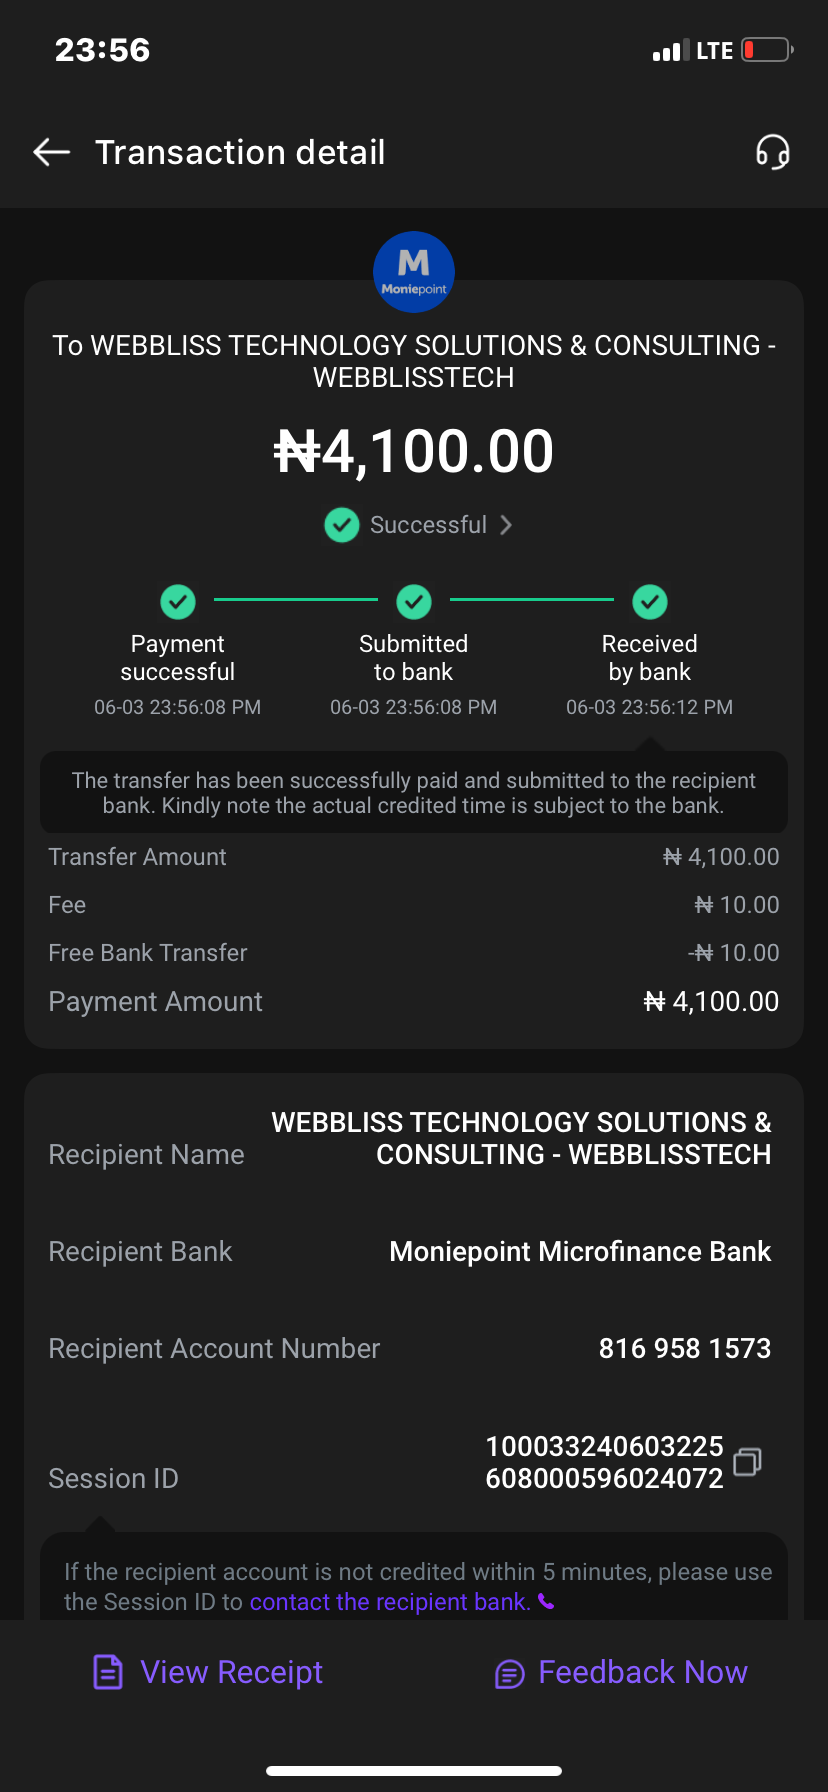 23:56
LTE
Transaction detail
M
Moniepoint
To WEBBLISS TECHNOLOGY SOLUTIONS & CONSULTING -
WEBBLISSTECH
₦4,100.00
Successful
Payment
successful
06-03 23:56:08 PM
Submitted
to bank
06-03 23:56:08 PM
Received
by bank
06-03 23:56:12 PM
The transfer has been successfully paid and submitted to the recipient
bank. Kindly note the actual credited time is subject to the bank.
Transfer Amount ₦ 4,100.00
Fee ₦ 10.00
Free Bank Transfer -₦ 10.00
Payment Amount ₦ 4,100.00
Recipient Name WEBBLISS TECHNOLOGY SOLUTIONS &
CONSULTING - WEBBLISSTECH
Recipient Bank Moniepoint Microfinance Bank
Recipient Account Number 816 958 1573
Session ID 100033240603225
608000596024072
If the recipient account is not credited within 5 minutes, please use
the Session ID to contact the recipient bank.
View Receipt
Feedback Now